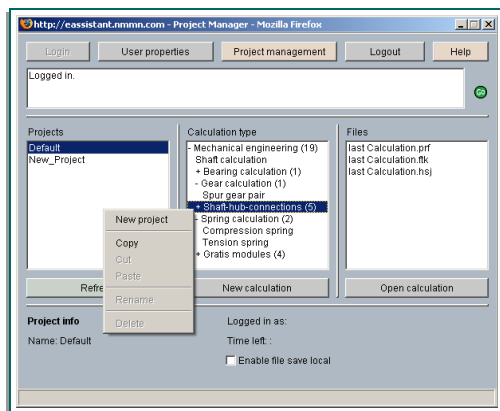 http://eassistant.nmmn.com - Project Manager - Mozilla Firefox
Login User properties Project management Logout Help
Logged in.
GO
Projects Calculation type Files
Default - Mechanical engineering (19) last Calculation.prf
New_Project Shaft calculation last Calculation.ftk
+ Bearing calculation (1) last Calculation.hsj
- Gear calculation (1)
Spur gear pair
+ Shaft-hub-connections (5)
New project - Spring calculation (2)
Copy Compression spring
Cut Tension spring
Paste + Gratis modules (4)
Refre New calculation Open calculation
Rename
Project info Delete Logged in as:
Name: Default Time left: :
Enable file save local